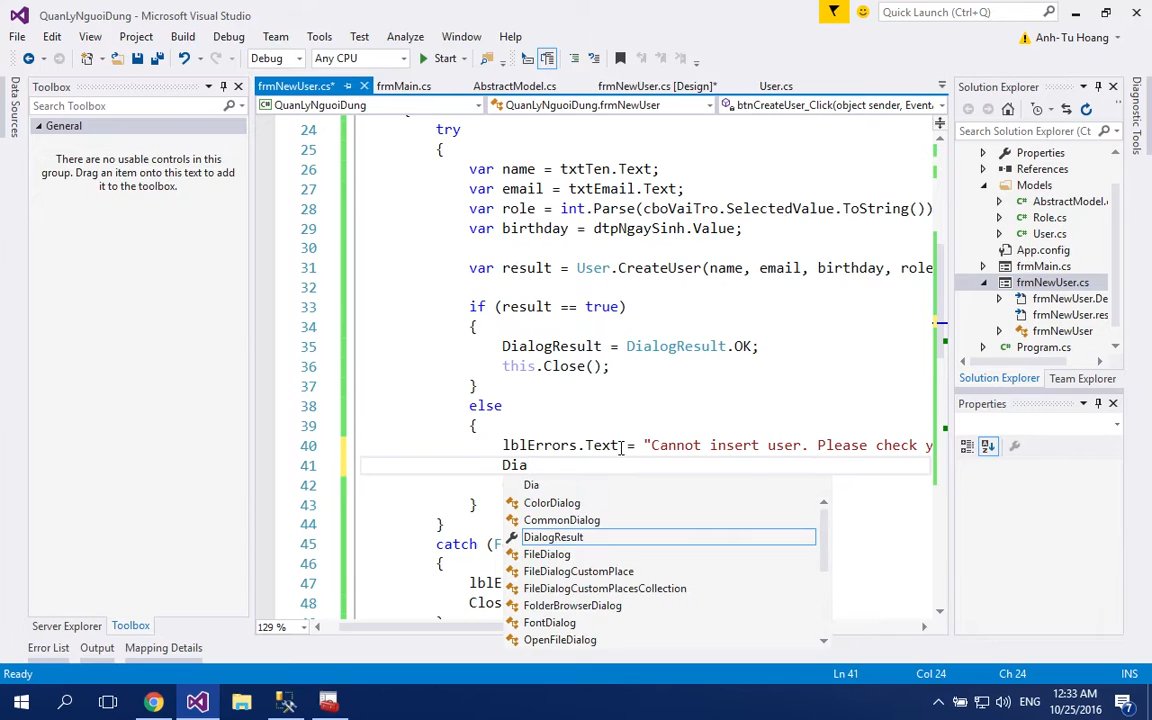 QuanLyNguoiDung - Microsoft Visual Studio
Quick Launch (Ctrl+Q)
File Edit View Project Build Debug Team Tools Test Analyze Window Help
Anh-Tu Hoang
Debug Any CPU Start
Data Sources
Toolbox
Search Toolbox
General
There are no usable controls in this
group. Drag an item onto this text to add
it to the toolbox.
Server Explorer Toolbox
frmNewUser.cs* frmMain.cs AbstractModel.cs frmNewUser.cs [Design]* User.cs
QuanLyNguoiDung QuanLyNguoiDung.frmNewUser btnCreateUser_Click(object sender, EventA
24 try
25 {
26 var name = txtTen.Text;
27 var email = txtEmail.Text;
28 var role = int.Parse(cboVaiTro.SelectedValue.ToString())
29 var birthday = dtpNgaySinh.Value;
30
31 var result = User.CreateUser(name, email, birthday, role
32
33 if (result == true)
34 {
35 DialogResult = DialogResult.OK;
36 this.Close();
37 }
38 else
39 {
40 lblErrors.Text = "Cannot insert user. Please check y
41 Dia
42
43 }
44 }
45 catch (F
46 {
47 lblE
48 Clos
Dia
ColorDialog
CommonDialog
DialogResult
FileDialog
FileDialogCustomPlace
FileDialogCustomPlacesCollection
FolderBrowserDialog
FontDialog
OpenFileDialog
129 %
Solution Explorer
Search Solution Explorer (Ct
Properties
References
Models
AbstractModel.
Role.cs
User.cs
App.config
frmMain.cs
frmNewUser.cs
frmNewUser.De
frmNewUser.res
frmNewUser
Program.cs
Solution Explorer Team Explorer
Properties
Diagnostic Tools
Error List Output Mapping Details
Ready Ln 41 Col 24 Ch 24 INS
ENG
12:33 AM
10/25/2016
7